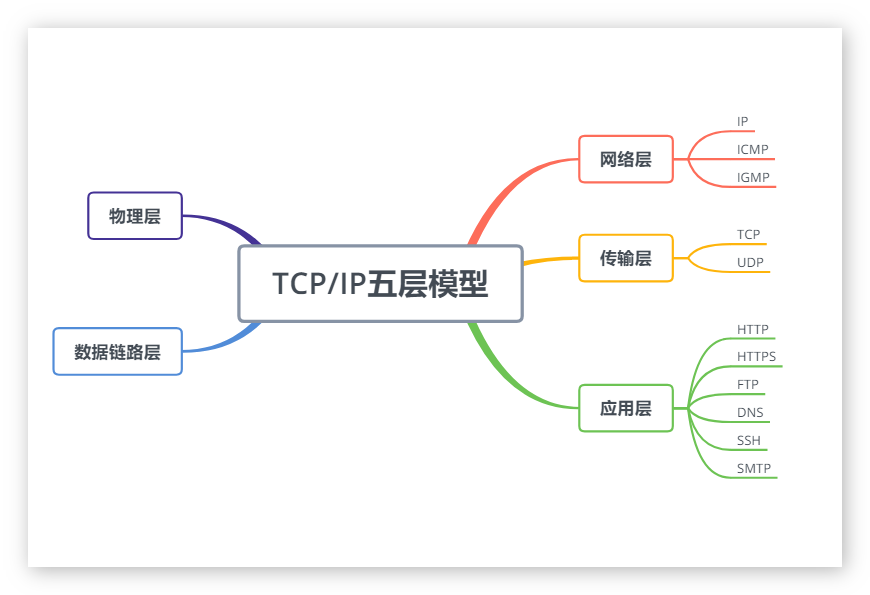 TCP/IP五层模型
物理层
数据链路层
网络层
IP
ICMP
IGMP
传输层
TCP
UDP
应用层
HTTP
HTTPS
FTP
DNS
SSH
SMTP